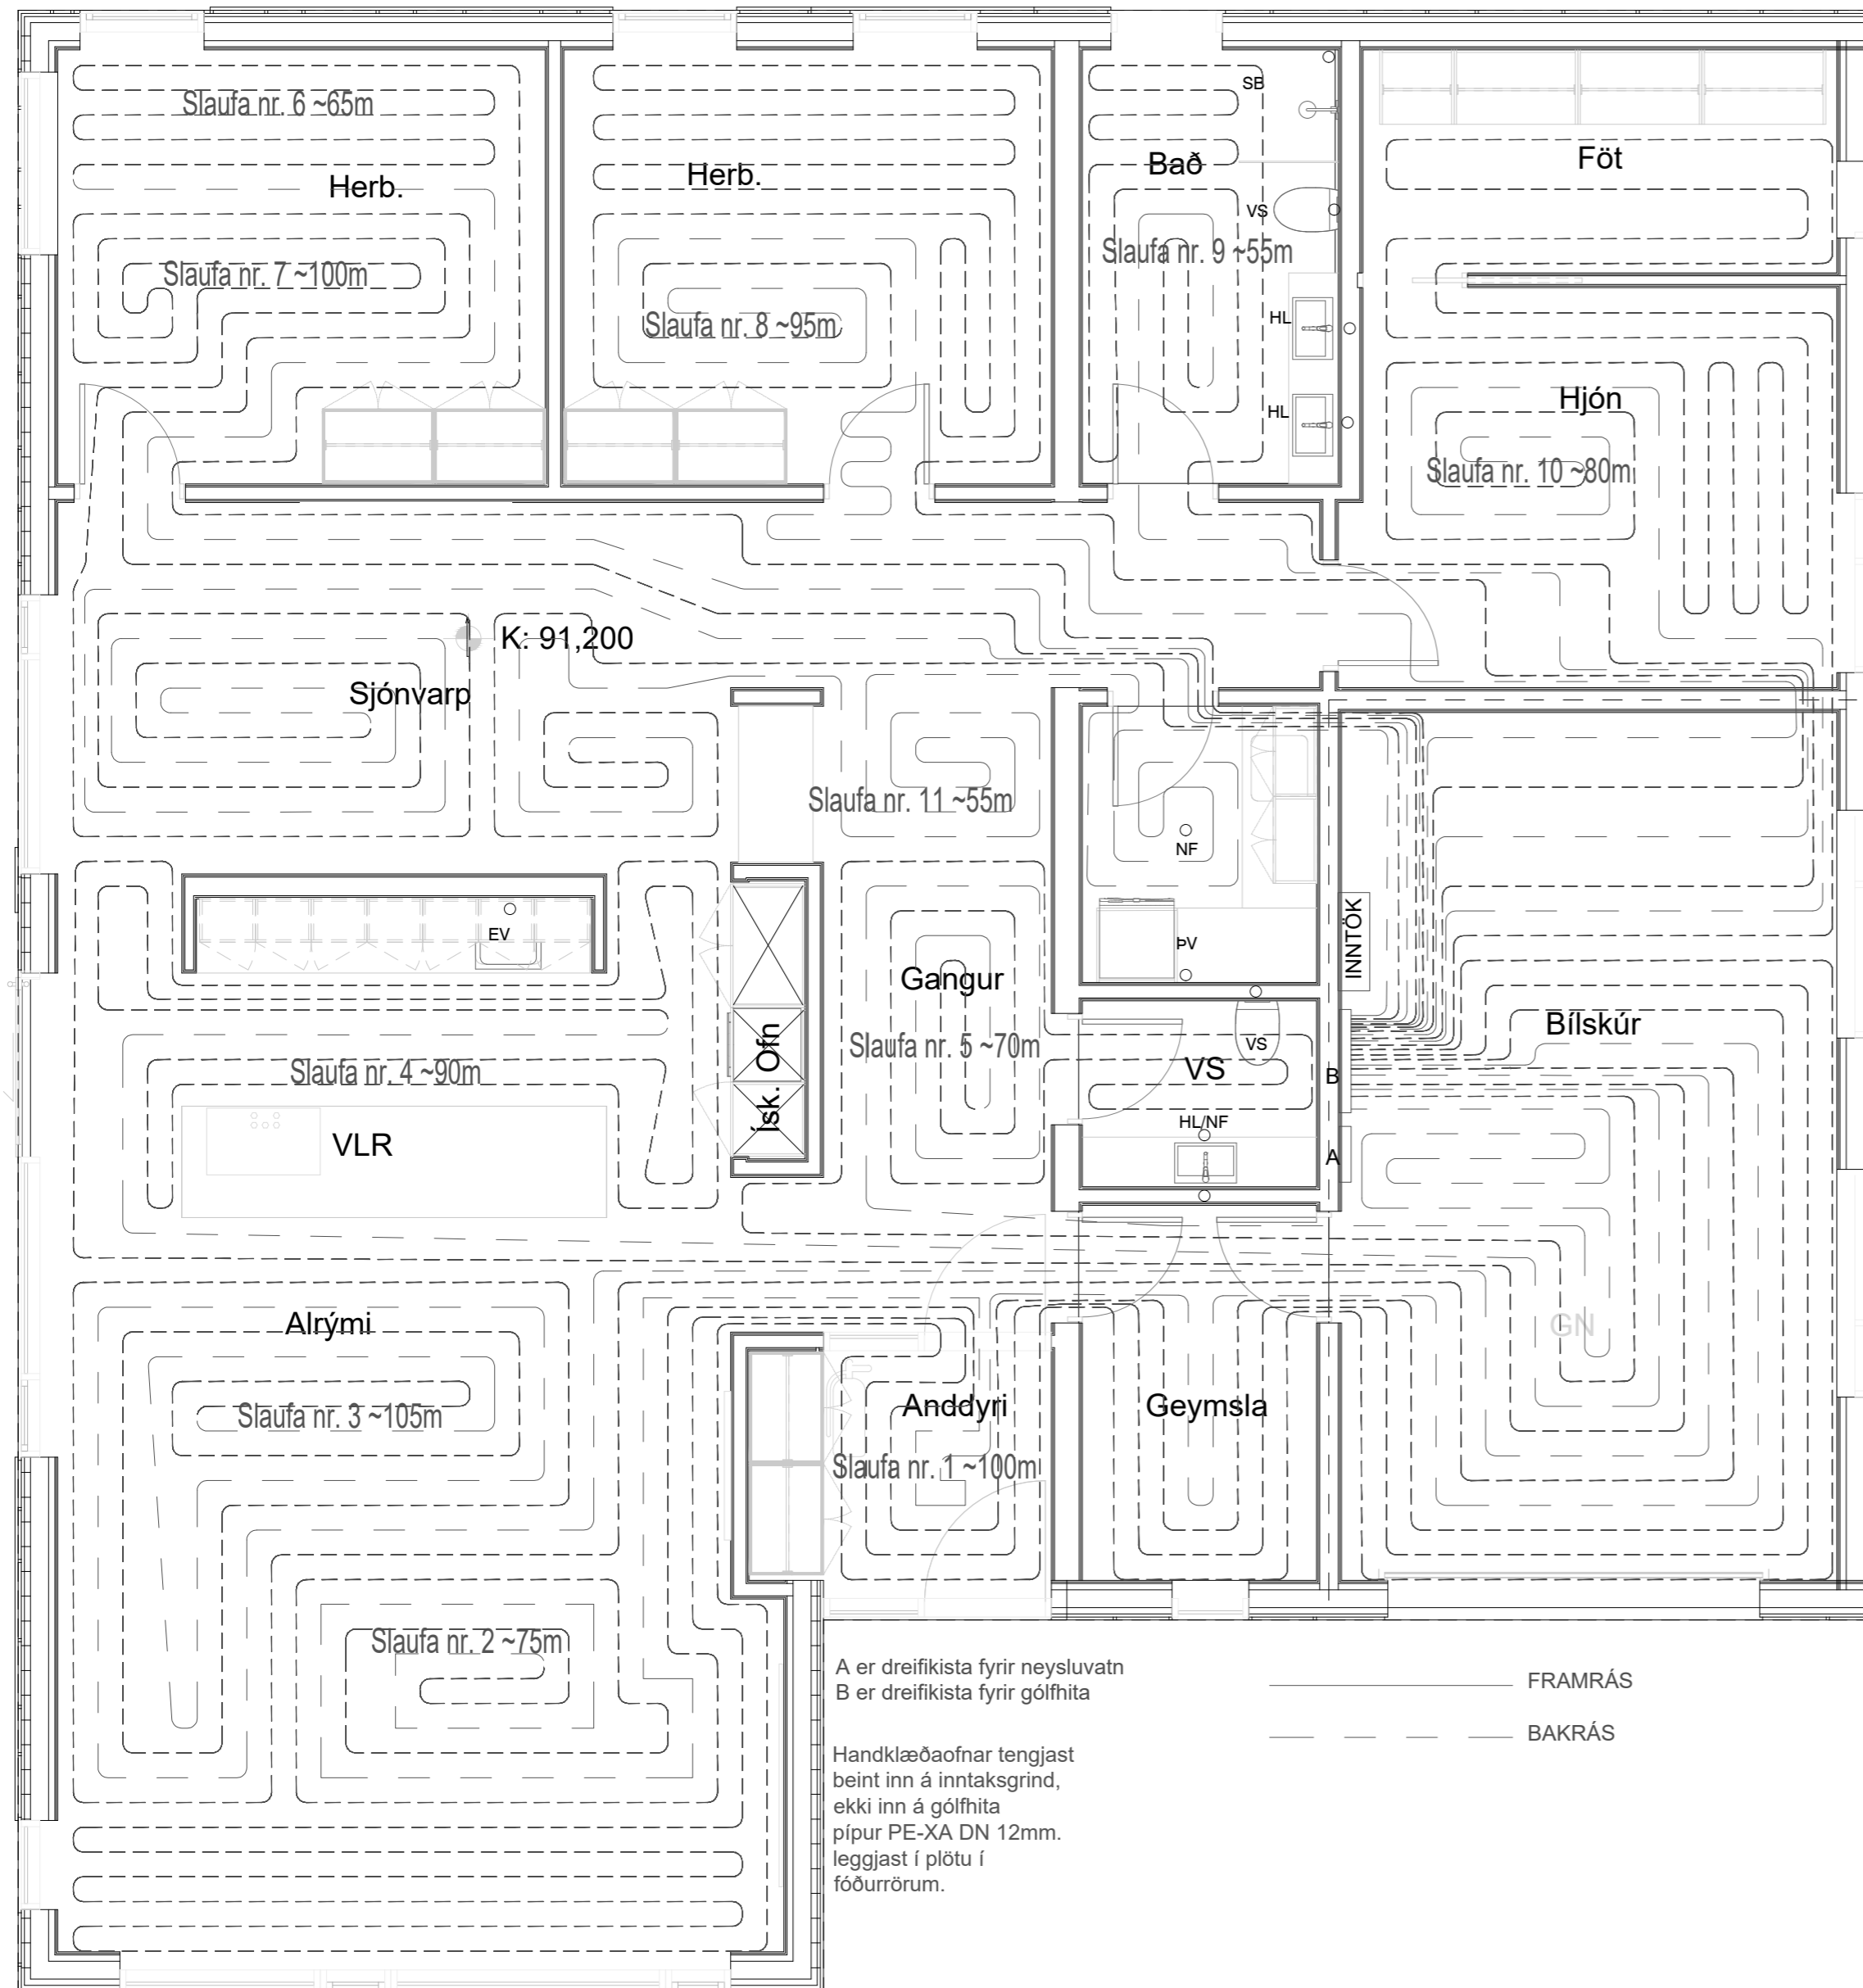 Slaufa nr. 6 ~65m
Herb.
Herb.
Slaufa nr. 7 ~100m
Slaufa nr. 8 ~95m
SB
Bað
VS
Slaufa nr. 9 ~55m
HL
HL
Föt
Hjón
Slaufa nr. 10 ~80m
K: 91,200
Sjónvarp
Slaufa nr. 11 ~55m
NF
ÞV
EV
INNTÖK
Gangur
Bílskúr
Slaufa nr. 5 ~70m
VS
VS
B
Ofn
Ísk.
Slaufa nr. 4 ~90m
VLR
HL/NF
A
Alrými
GN
Slaufa nr. 3 ~105m
Anddyri
Geymsla
Slaufa nr. 1 ~100m
Slaufa nr. 2 ~75m
A er dreifikista fyrir neysluvatn
B er dreifikista fyrir gólfhita
FRAMRÁS
BAKRÁS
Handklæðaofnar tengjast
beint inn á inntaksgrind,
ekki inn á gólfhita
pípur PE-XA DN 12mm.
leggjast í plötu í
fóðurrörum.